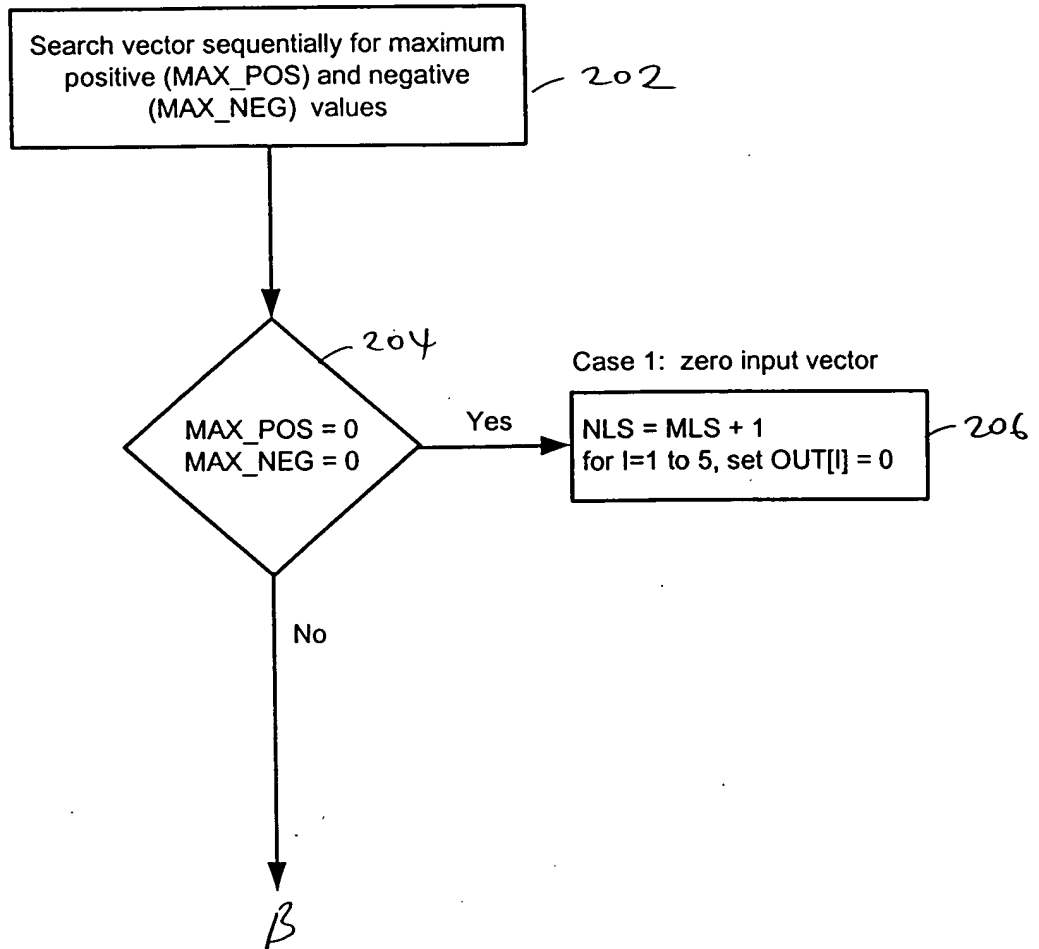 Search vector sequentially for maximum
positive (MAX_POS) and negative
(MAX_NEG) values
202
204
Case 1: zero input vector
MAX_POS = 0
MAX_NEG = 0
Yes
NLS = MLS + 1
for I=1 to 5, set OUT[I] = 0
206
No
B